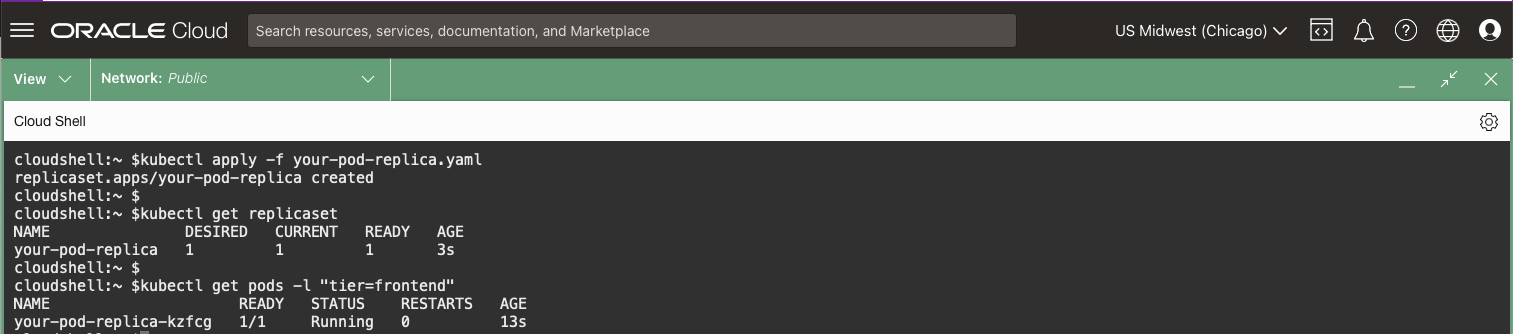 ORACLE Cloud Search resources, services, documentation, and Marketplace US Midwest (Chicago)
View Network: Public
Cloud Shell
cloudshell:~ $kubectl apply -f your-pod-replica.yaml
replicaset.apps/your-pod-replica created
cloudshell:~ $
cloudshell:~ $kubectl get replicaset
NAME DESIRED CURRENT READY AGE
your-pod-replica 1 1 1 3s
cloudshell:~ $
cloudshell:~ $kubectl get pods -l "tier=frontend"
NAME READY STATUS RESTARTS AGE
your-pod-replica-kzfcg 1/1 Running 0 13s